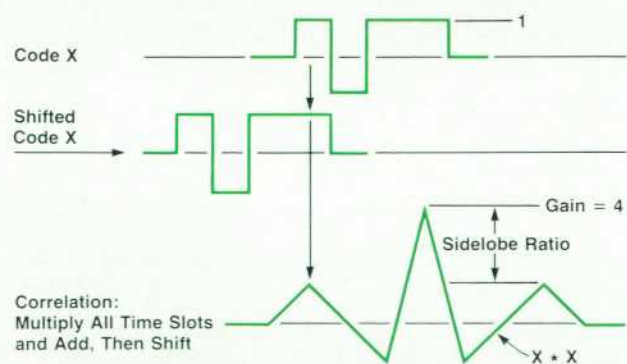 1
Code X
Shifted
Code X
Gain = 4
Sidelobe Ratio
Correlation:
Multiply All Time Slots
and Add, Then Shift
X * X